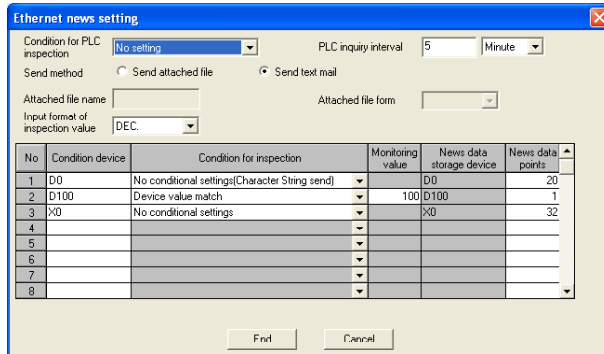 Ethernet news setting
Condition for PLC inspection No setting PLC inquiry interval 5 Minute
Send method Send attached file Send text mail
Attached file name Attached file form
Input format of inspection value DEC.
No Condition device Condition for inspection Monitoring value News data storage device News data points
1 D0 No conditional settings(Character String send) D0 20
2 D100 Device value match 100 D100 1
3 X0 No conditional settings X0 32
4
5
6
7
8
End Cancel